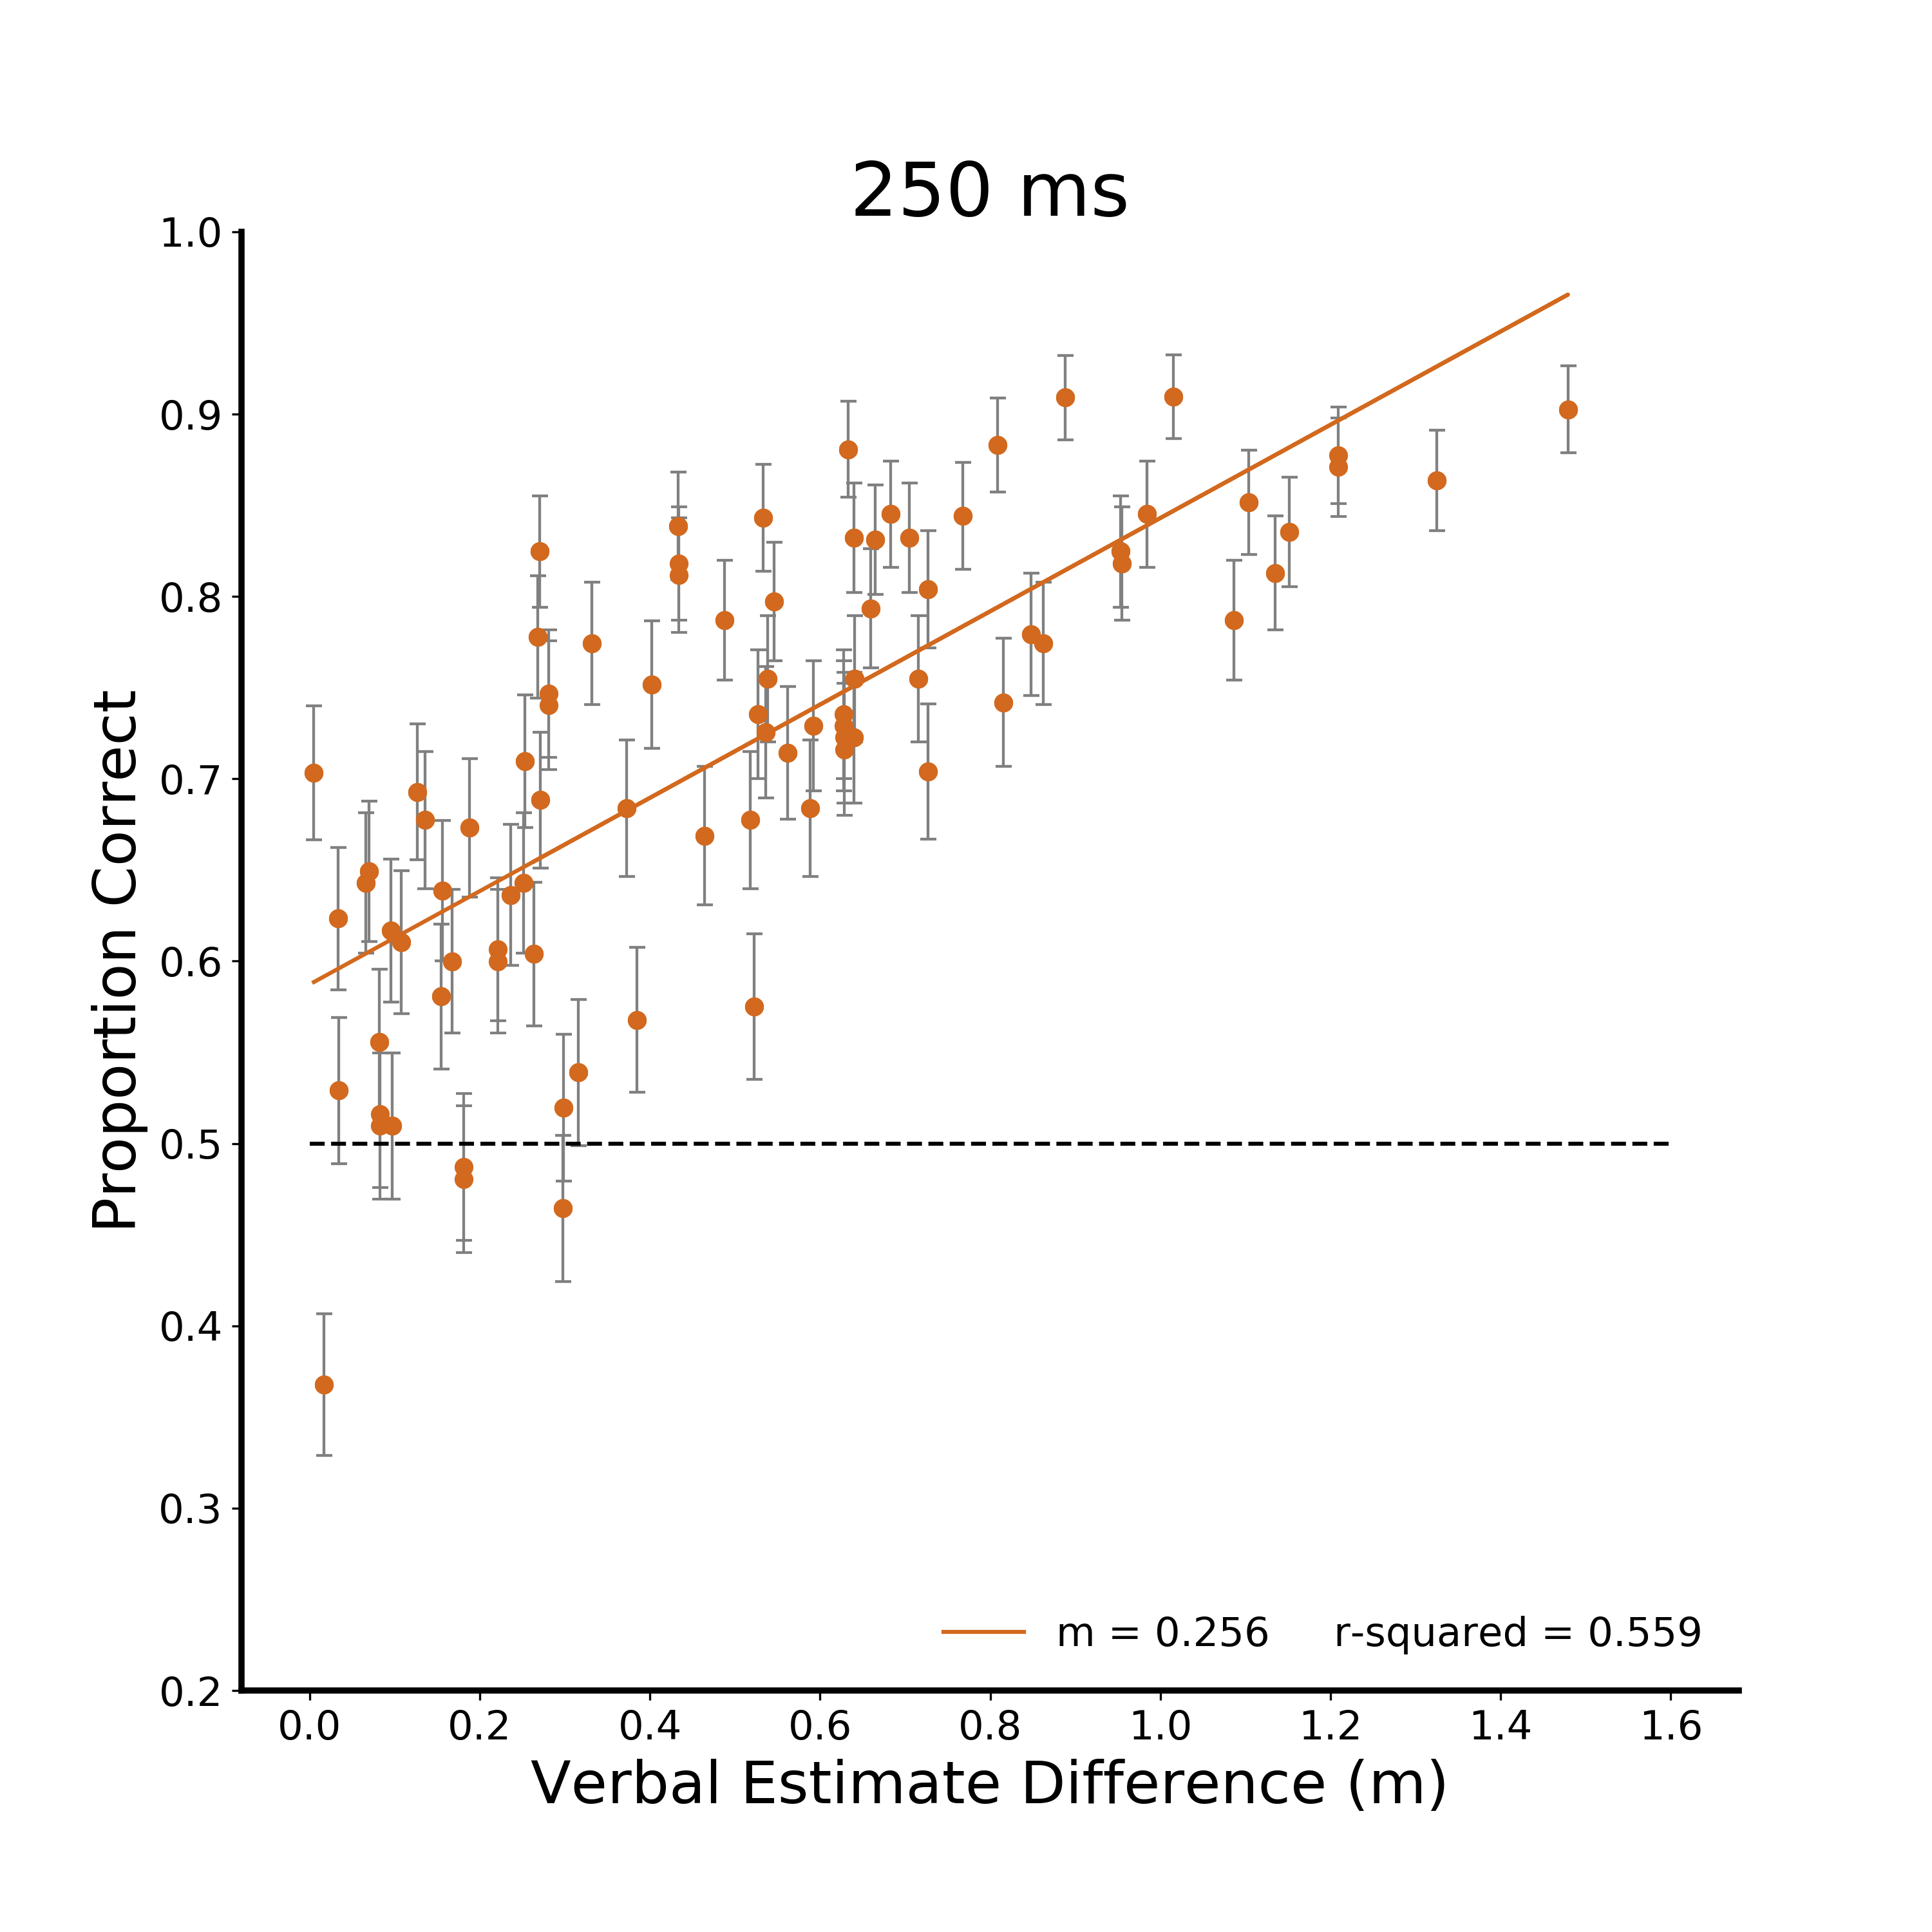 250 ms
1.0
0.9
0.8
0.7
0.6
0.5
0.4
0.3
0.2
Proportion Correct
m = 0.256 r-squared = 0.559
0.0 0.2 0.4 0.6 0.8 1.0 1.2 1.4 1.6
Verbal Estimate Difference (m)